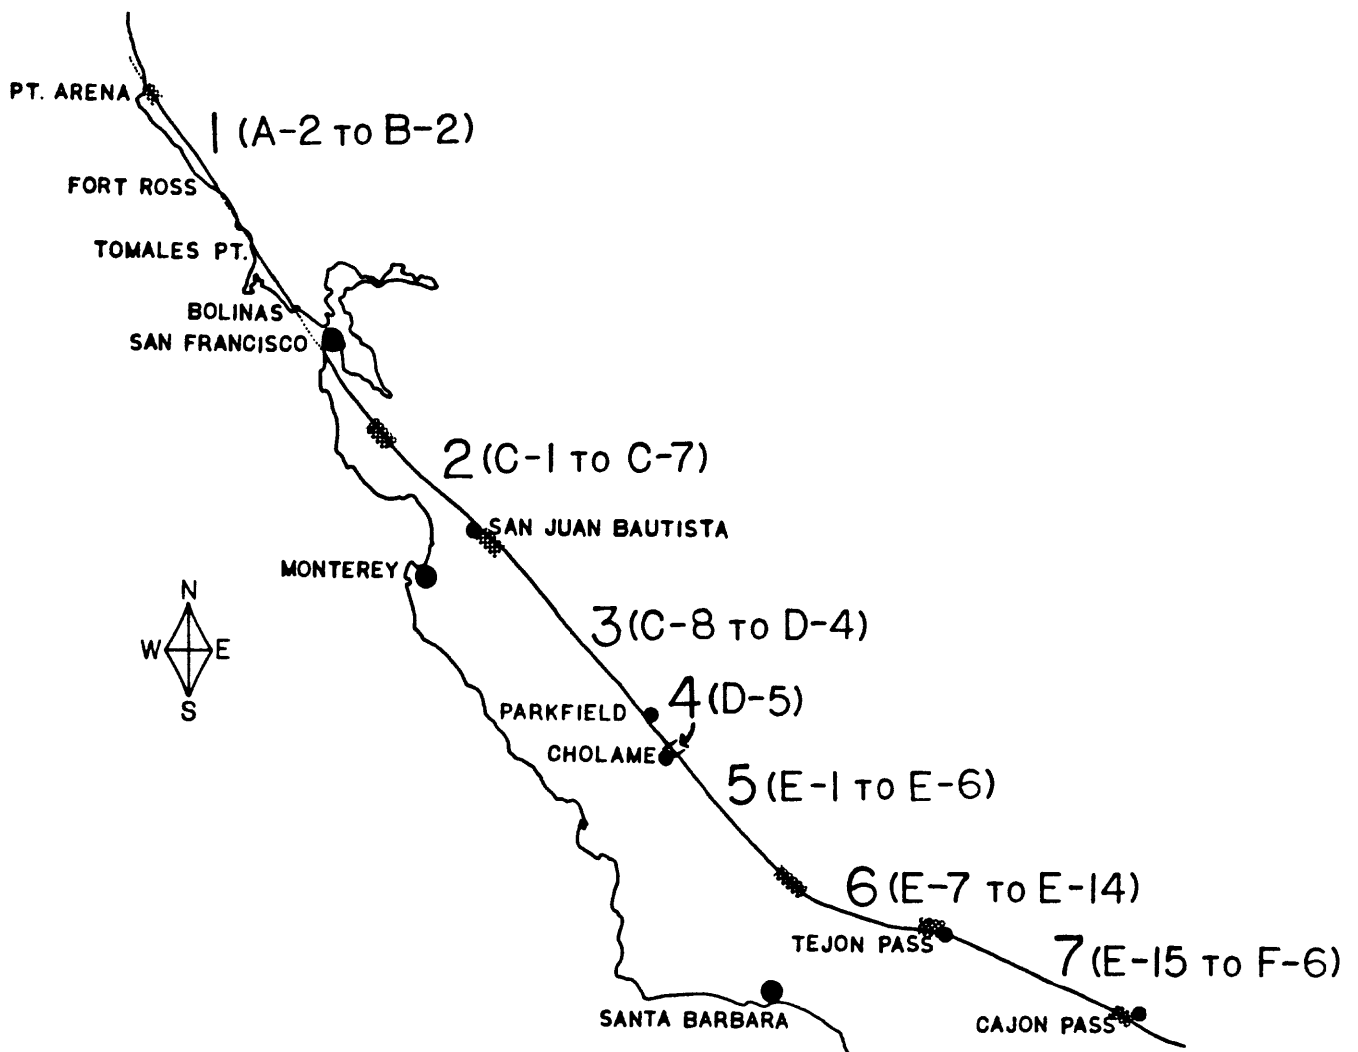 PT. ARENA
1 (A-2 TO B-2)
FORT ROSS
TOMALES PT.
BOLINAS
SAN FRANCISCO
2 (C-1 TO C-7)
SAN JUAN BAUTISTA
MONTEREY
N
W E
S
3 (C-8 TO D-4)
4 (D-5)
PARKFIELD
CHOLAME
5 (E-1 TO E-6)
6 (E-7 TO E-14)
TEJON PASS
7 (E-15 TO F-6)
SANTA BARBARA
CAJON PASS